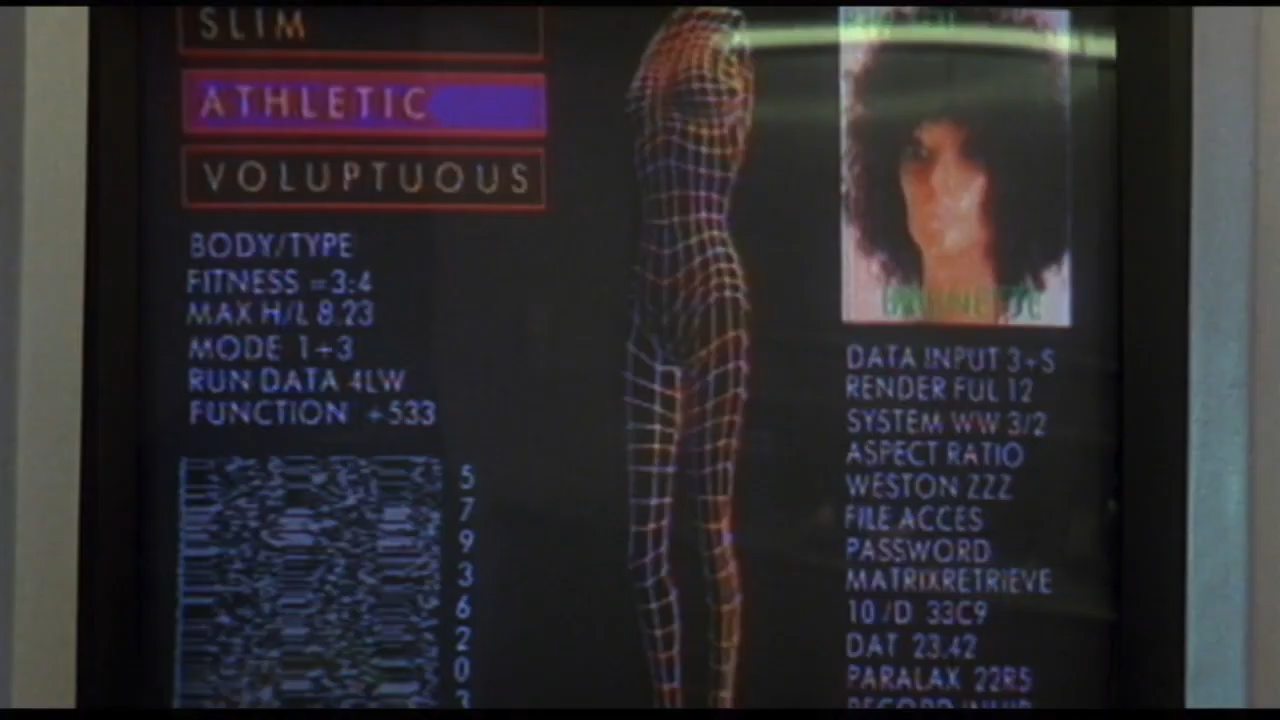 SLIM
ATHLETIC
VOLUPTUOUS
BODY/TYPE
FITNESS =3:4
MAX H/L 8.23
MODE 1+3
RUN DATA 4LW
FUNCTION +533
5
7
9
3
6
2
0
3
DATA INPUT 3+S
RENDER FUL 12
SYSTEM WW 3/2
ASPECT RATIO
WESTON ZZZ
FILE ACCES
PASSWORD
MATRIXRETRIEVE
10/D 33C9
DAT 23.42
PARALAX 22R5